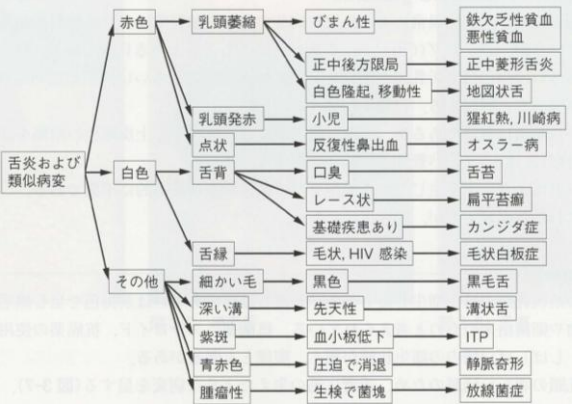 赤色 乳頭萎縮 びまん性 鉄欠乏性貧血
悪性貧血
正中後方限局 正中菱形舌炎
白色隆起, 移動性 地図状舌
乳頭発赤 小児 猩紅熱, 川崎病
点状 反復性鼻出血 オスラー病
舌炎および
類似病変
白色 舌背 口臭 舌苔
レース状 扁平苔癬
基礎疾患あり カンジダ症
舌縁 毛状, HIV 感染 毛状白板症
その他 細かい毛 黒色 黒毛舌
深い溝 先天性 溝状舌
紫斑 血小板低下 ITP
青赤色 圧迫で消退 静脈奇形
腫瘤性 生検で菌塊 放線菌症